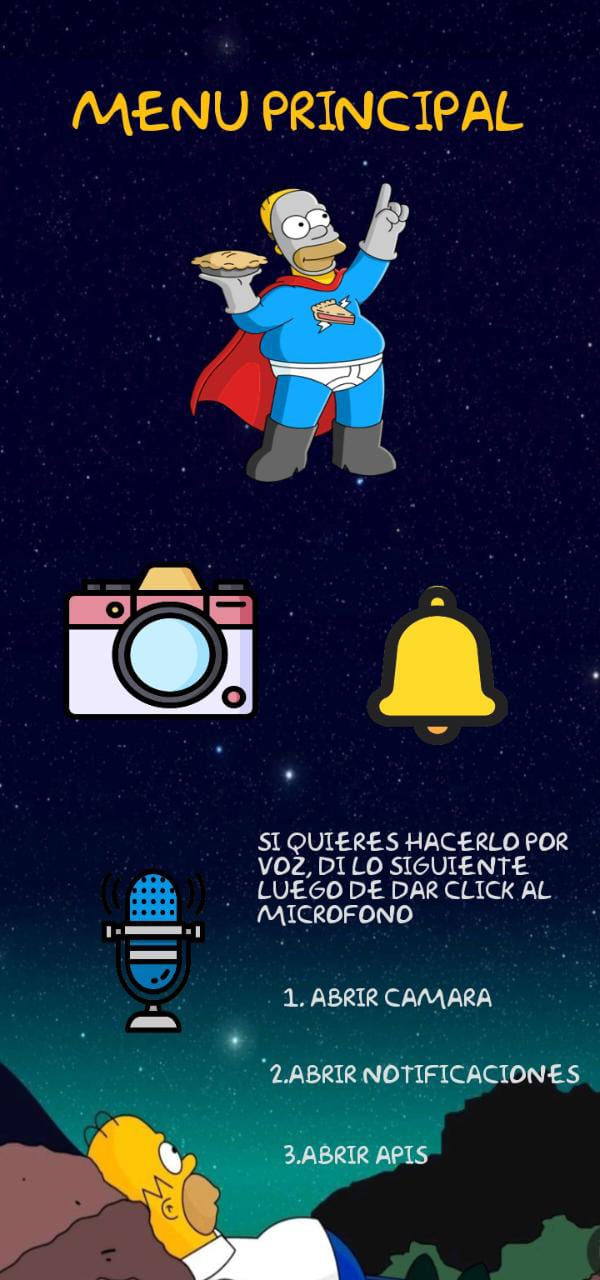 MENU PRINCIPAL
SI QUIERES HACERLO POR
VOZ, DI LO SIGUIENTE
LUEGO DE DAR CLICK AL
MICROFONO
1. ABRIR CAMARA
2.ABRIR NOTIFICACIONES
3.ABRIR APIS